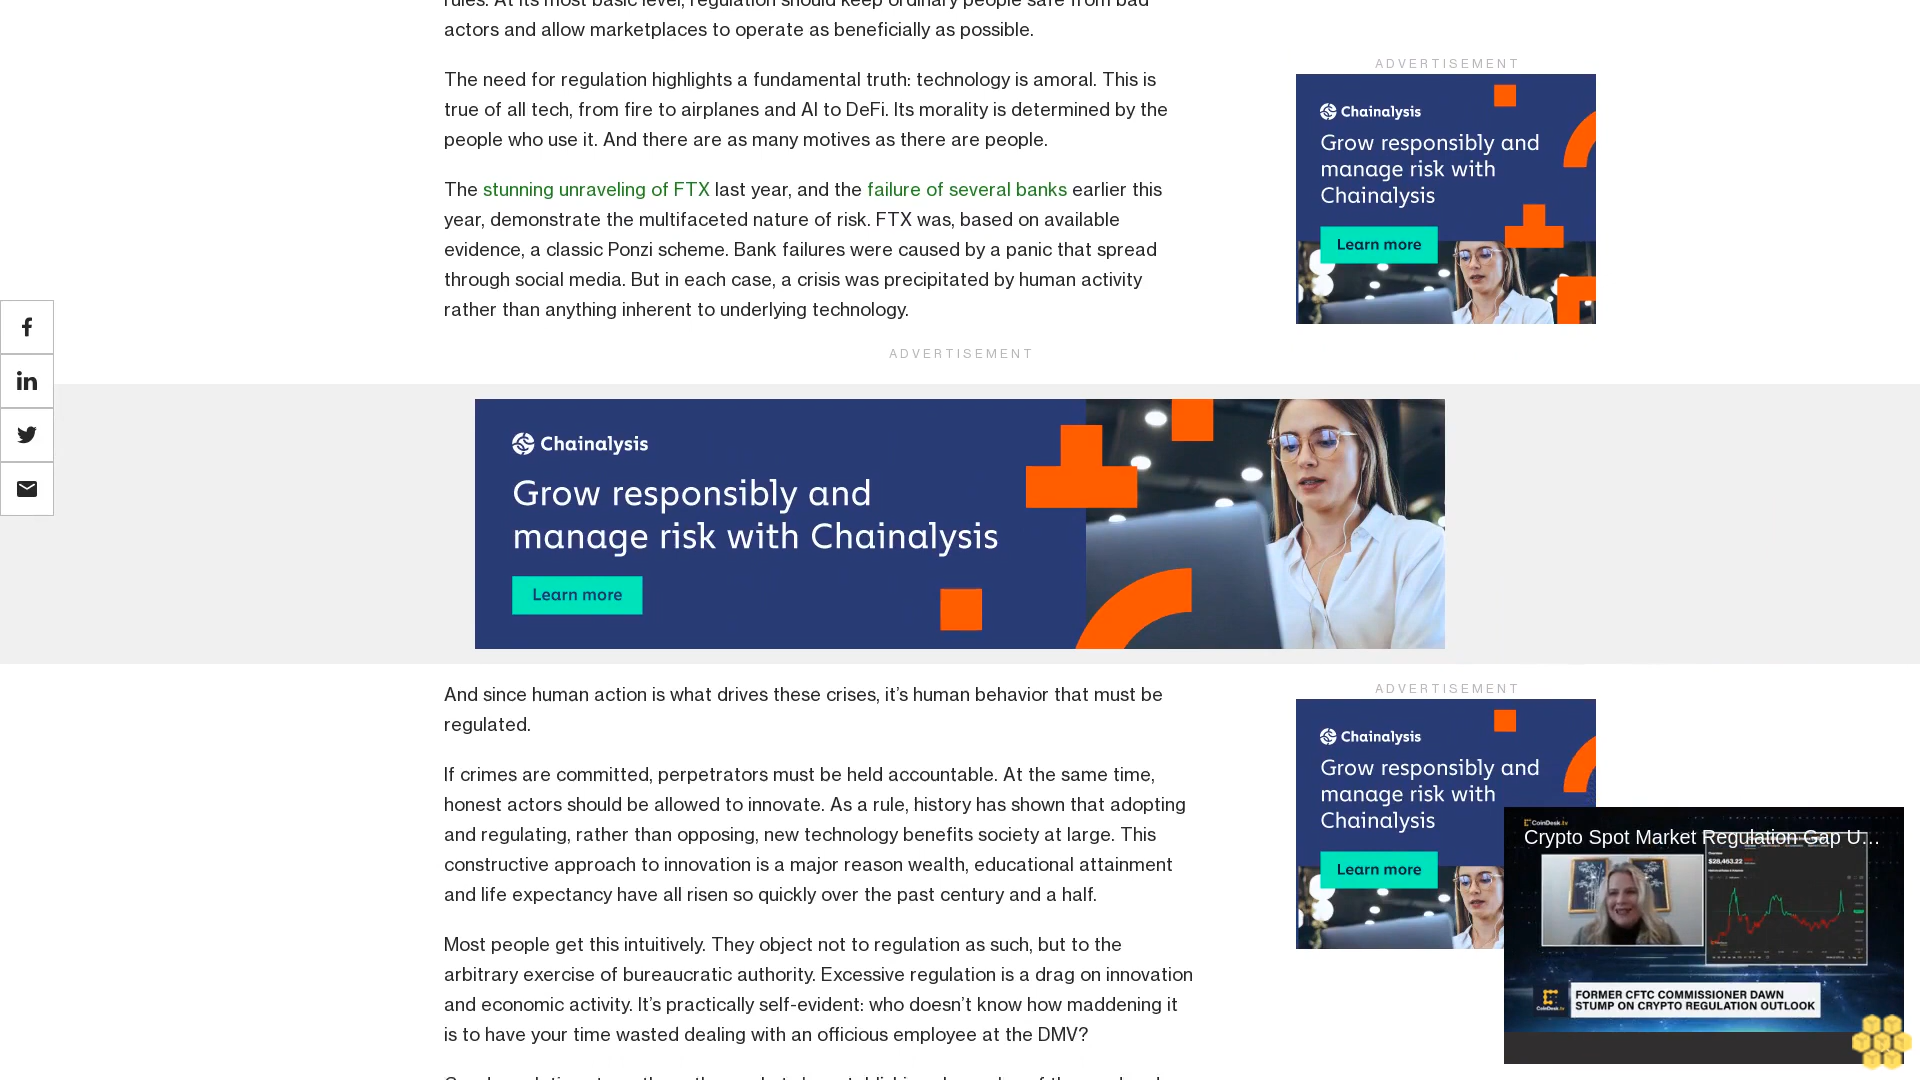 actors and allow marketplaces to operate as beneficially as possible.
The need for regulation highlights a fundamental truth: technology is amoral. This is
true of all tech, from fire to airplanes and AI to DeFi. Its morality is determined by the
people who use it. And there are as many motives as there are people.
The stunning unraveling of FTX last year, and the failure of several banks earlier this
year, demonstrate the multifaceted nature of risk. FTX was, based on available
evidence, a classic Ponzi scheme. Bank failures were caused by a panic that spread
through social media. But in each case, a crisis was precipitated by human activity
rather than anything inherent to underlying technology.
ADVERTISEMENT
Chainalysis
Grow responsibly and
manage risk with
Chainalysis
Learn more
ADVERTISEMENT
Chainalysis
Grow responsibly and
manage risk with Chainalysis
Learn more
And since human action is what drives these crises, it’s human behavior that must be
regulated.
If crimes are committed, perpetrators must be held accountable. At the same time,
honest actors should be allowed to innovate. As a rule, history has shown that adopting
and regulating, rather than opposing, new technology benefits society at large. This
constructive approach to innovation is a major reason wealth, educational attainment
and life expectancy have all risen so quickly over the past century and a half.
Most people get this intuitively. They object not to regulation as such, but to the
arbitrary exercise of bureaucratic authority. Excessive regulation is a drag on innovation
and economic activity. It’s practically self-evident: who doesn’t know how maddening it
is to have your time wasted dealing with an officious employee at the DMV?
ADVERTISEMENT
Chainalysis
Grow responsibly and
manage risk with
Chainalysis
Learn more
CoinDesk.tv
Crypto Spot Market Regulation Gap U...
$28,463.22
CoinDesk.tv
FORMER CFTC COMMISSIONER DAWN
STUMP ON CRYPTO REGULATION OUTLOOK